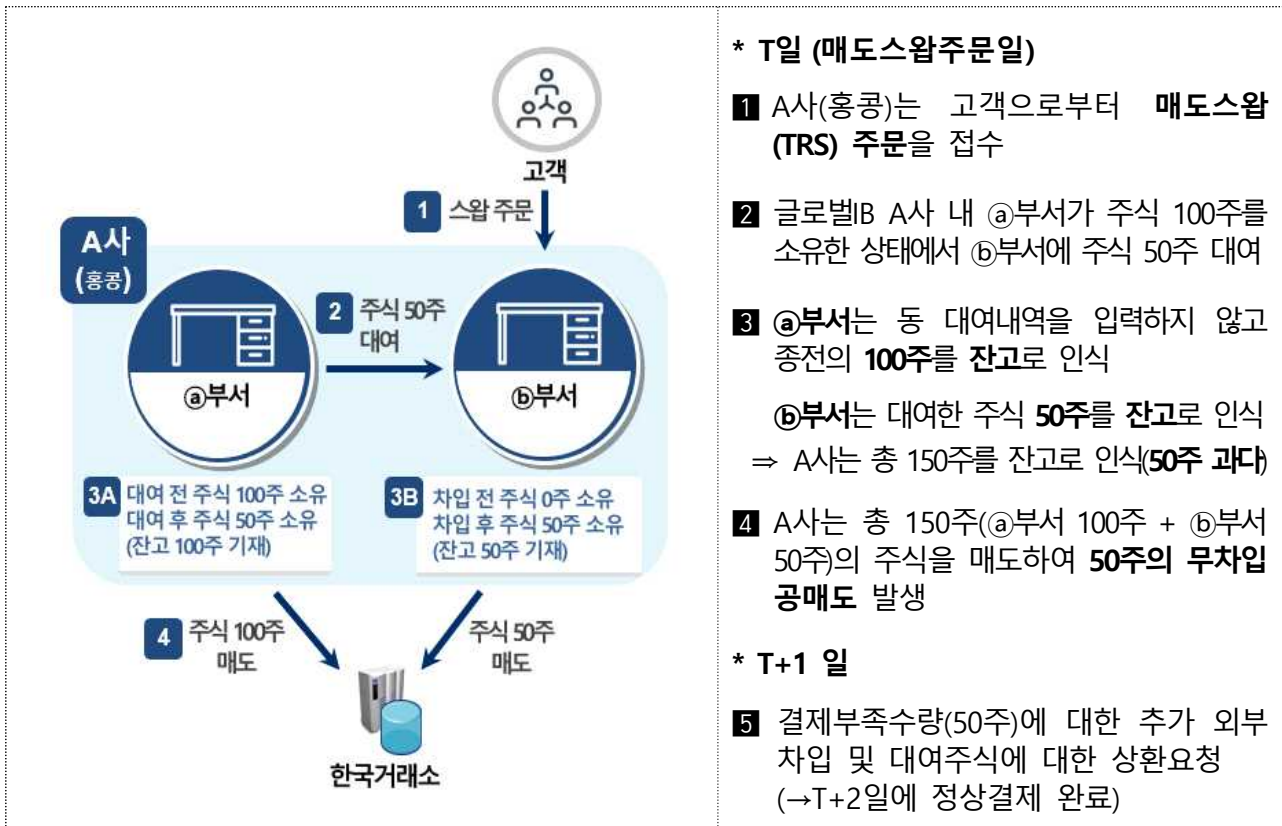 고객
1 스왑 주문
A사
(홍콩)
2 주식 50주
대여
ⓐ부서
ⓑ부서
3A 대여 전 주식 100주 소유
대여 후 주식 50주 소유
(잔고 100주 기재)
3B 차입 전 주식 0주 소유
차입 후 주식 50주 소유
(잔고 50주 기재)
4 주식 100주
매도
주식 50주
매도
한국거래소
* T일 (매도스왑주문일)
1 A사(홍콩)는 고객으로부터 매도스왑
(TRS) 주문을 접수
2 글로벌IB A사 내 ⓐ부서가 주식 100주를
소유한 상태에서 ⓑ부서에 주식 50주 대여
3 ⓐ부서는 동 대여내역을 입력하지 않고
종전의 100주를 잔고로 인식
ⓑ부서는 대여한 주식 50주를 잔고로 인식
⇒ A사는 총 150주를 잔고로 인식(50주 과다)
4 A사는 총 150주(ⓐ부서 100주 + ⓑ부서
50주)의 주식을 매도하여 50주의 무차입
공매도 발생
* T+1 일
5 결제부족수량(50주)에 대한 추가 외부
차입 및 대여주식에 대한 상환요청
(→T+2일에 정상결제 완료)